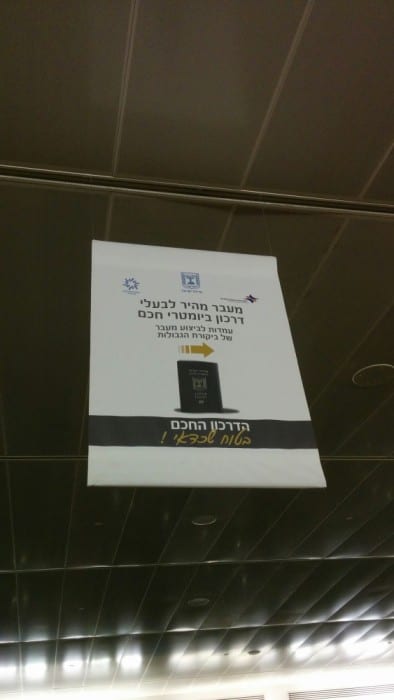 מעבר מהיר לבעלי
דרכון ביומטרי חכם
עמדות לביצוע מעבר
של ביקורת הגבולות
הדרכון החכם
בטוח שכדאי!